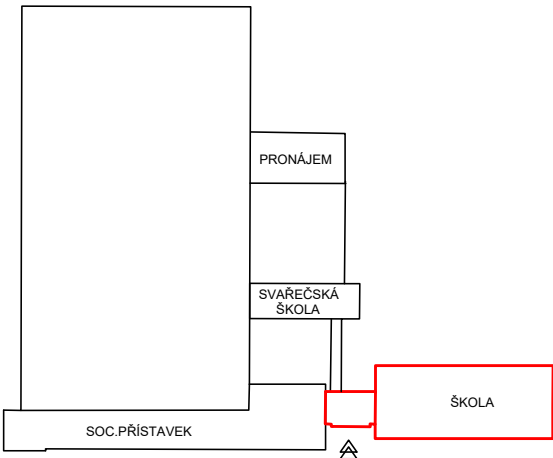 PRONÁJEM
SVAŘEČSKÁ
ŠKOLA
ŠKOLA
SOC.PŘÍSTAVEK